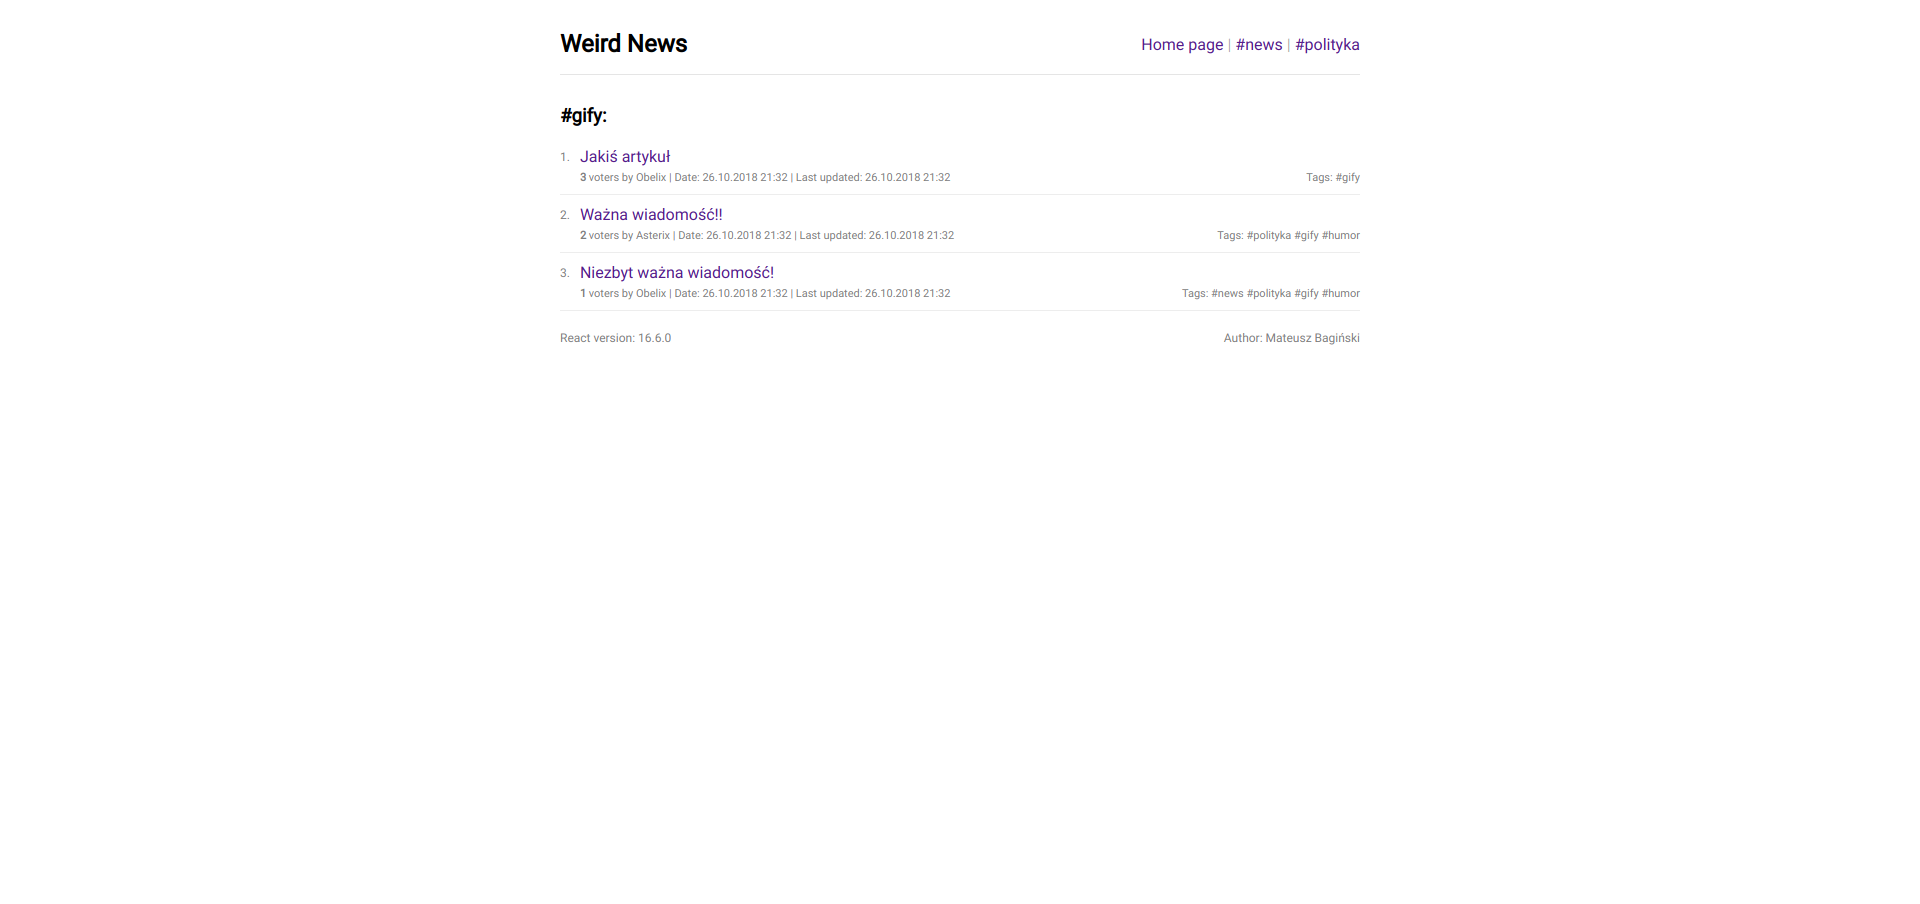 Weird News
Home page | #news | #polityka
#gify:
1. Jakiś artykuł
3 voters by Obelix | Date: 26.10.2018 21:32 | Last updated: 26.10.2018 21:32 Tags: #gify
2. Ważna wiadomość!!
2 voters by Asterix | Date: 26.10.2018 21:32 | Last updated: 26.10.2018 21:32 Tags: #polityka #gify #humor
3. Niezbyt ważna wiadomość!
1 voters by Obelix | Date: 26.10.2018 21:32 | Last updated: 26.10.2018 21:32 Tags: #news #polityka #gify #humor
React version: 16.6.0 Author: Mateusz Bagiński